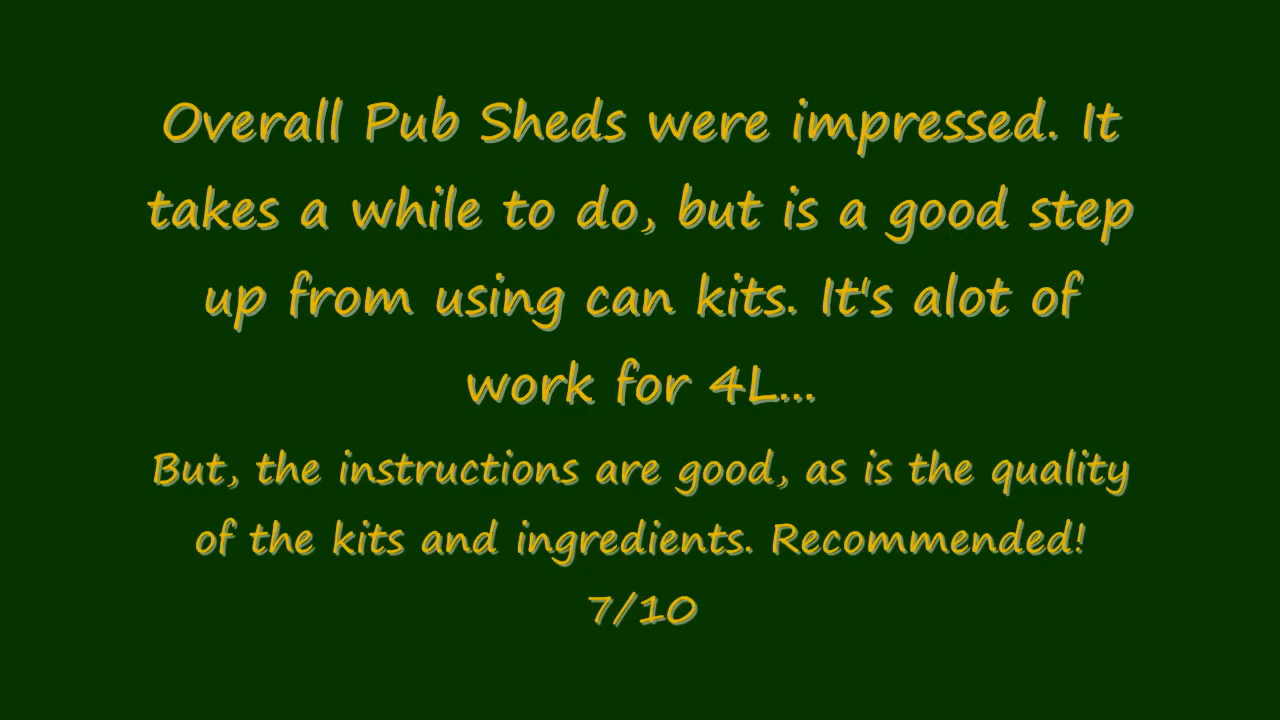 Overall Pub Sheds were impressed. It
takes a while to do, but is a good step
up from using can kits. It's alot of
work for 4L...
But, the instructions are good, as is the quality
of the kits and ingredients. Recommended!
7/10